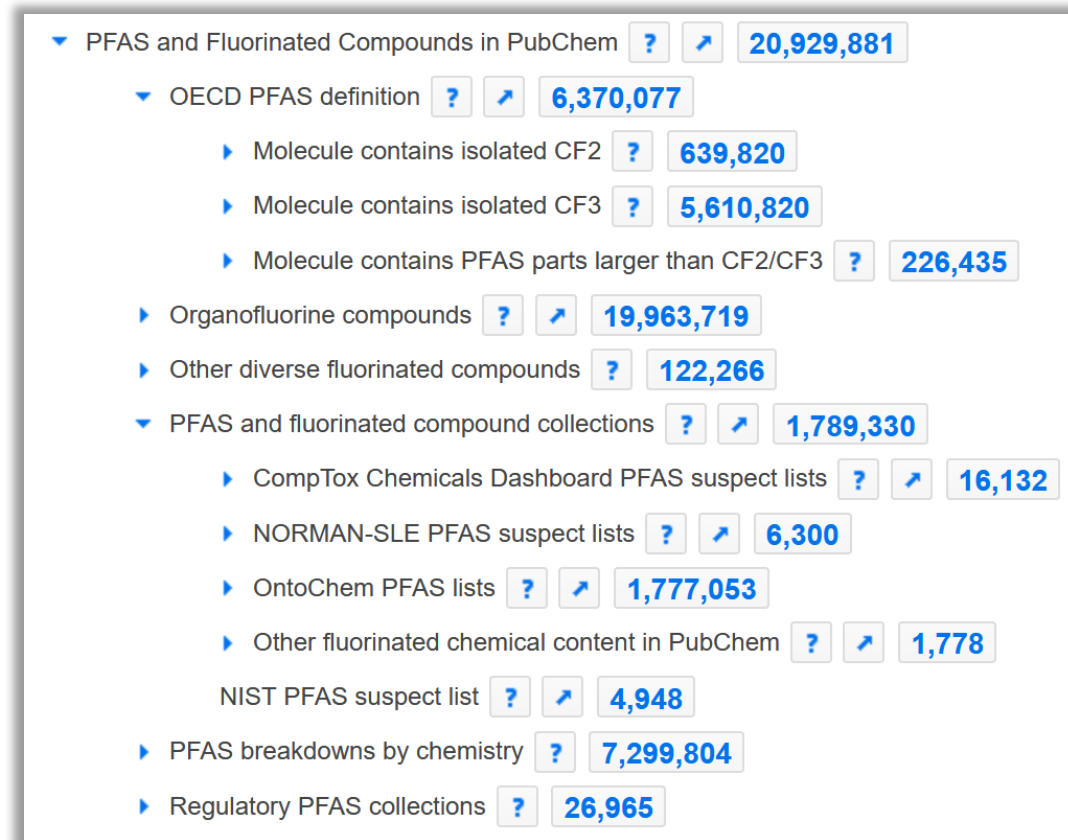 PFAS and Fluorinated Compounds in PubChem ? 20,929,881
OECD PFAS definition ? 6,370,077
Molecule contains isolated CF2 ? 639,820
Molecule contains isolated CF3 ? 5,610,820
Molecule contains PFAS parts larger than CF2/CF3 ? 226,435
Organofluorine compounds ? 19,963,719
Other diverse fluorinated compounds ? 122,266
PFAS and fluorinated compound collections ? 1,789,330
CompTox Chemicals Dashboard PFAS suspect lists ? 16,132
NORMAN-SLE PFAS suspect lists ? 6,300
OntoChem PFAS lists ? 1,777,053
Other fluorinated chemical content in PubChem ? 1,778
NIST PFAS suspect list ? 4,948
PFAS breakdowns by chemistry ? 7,299,804
Regulatory PFAS collections ? 26,965